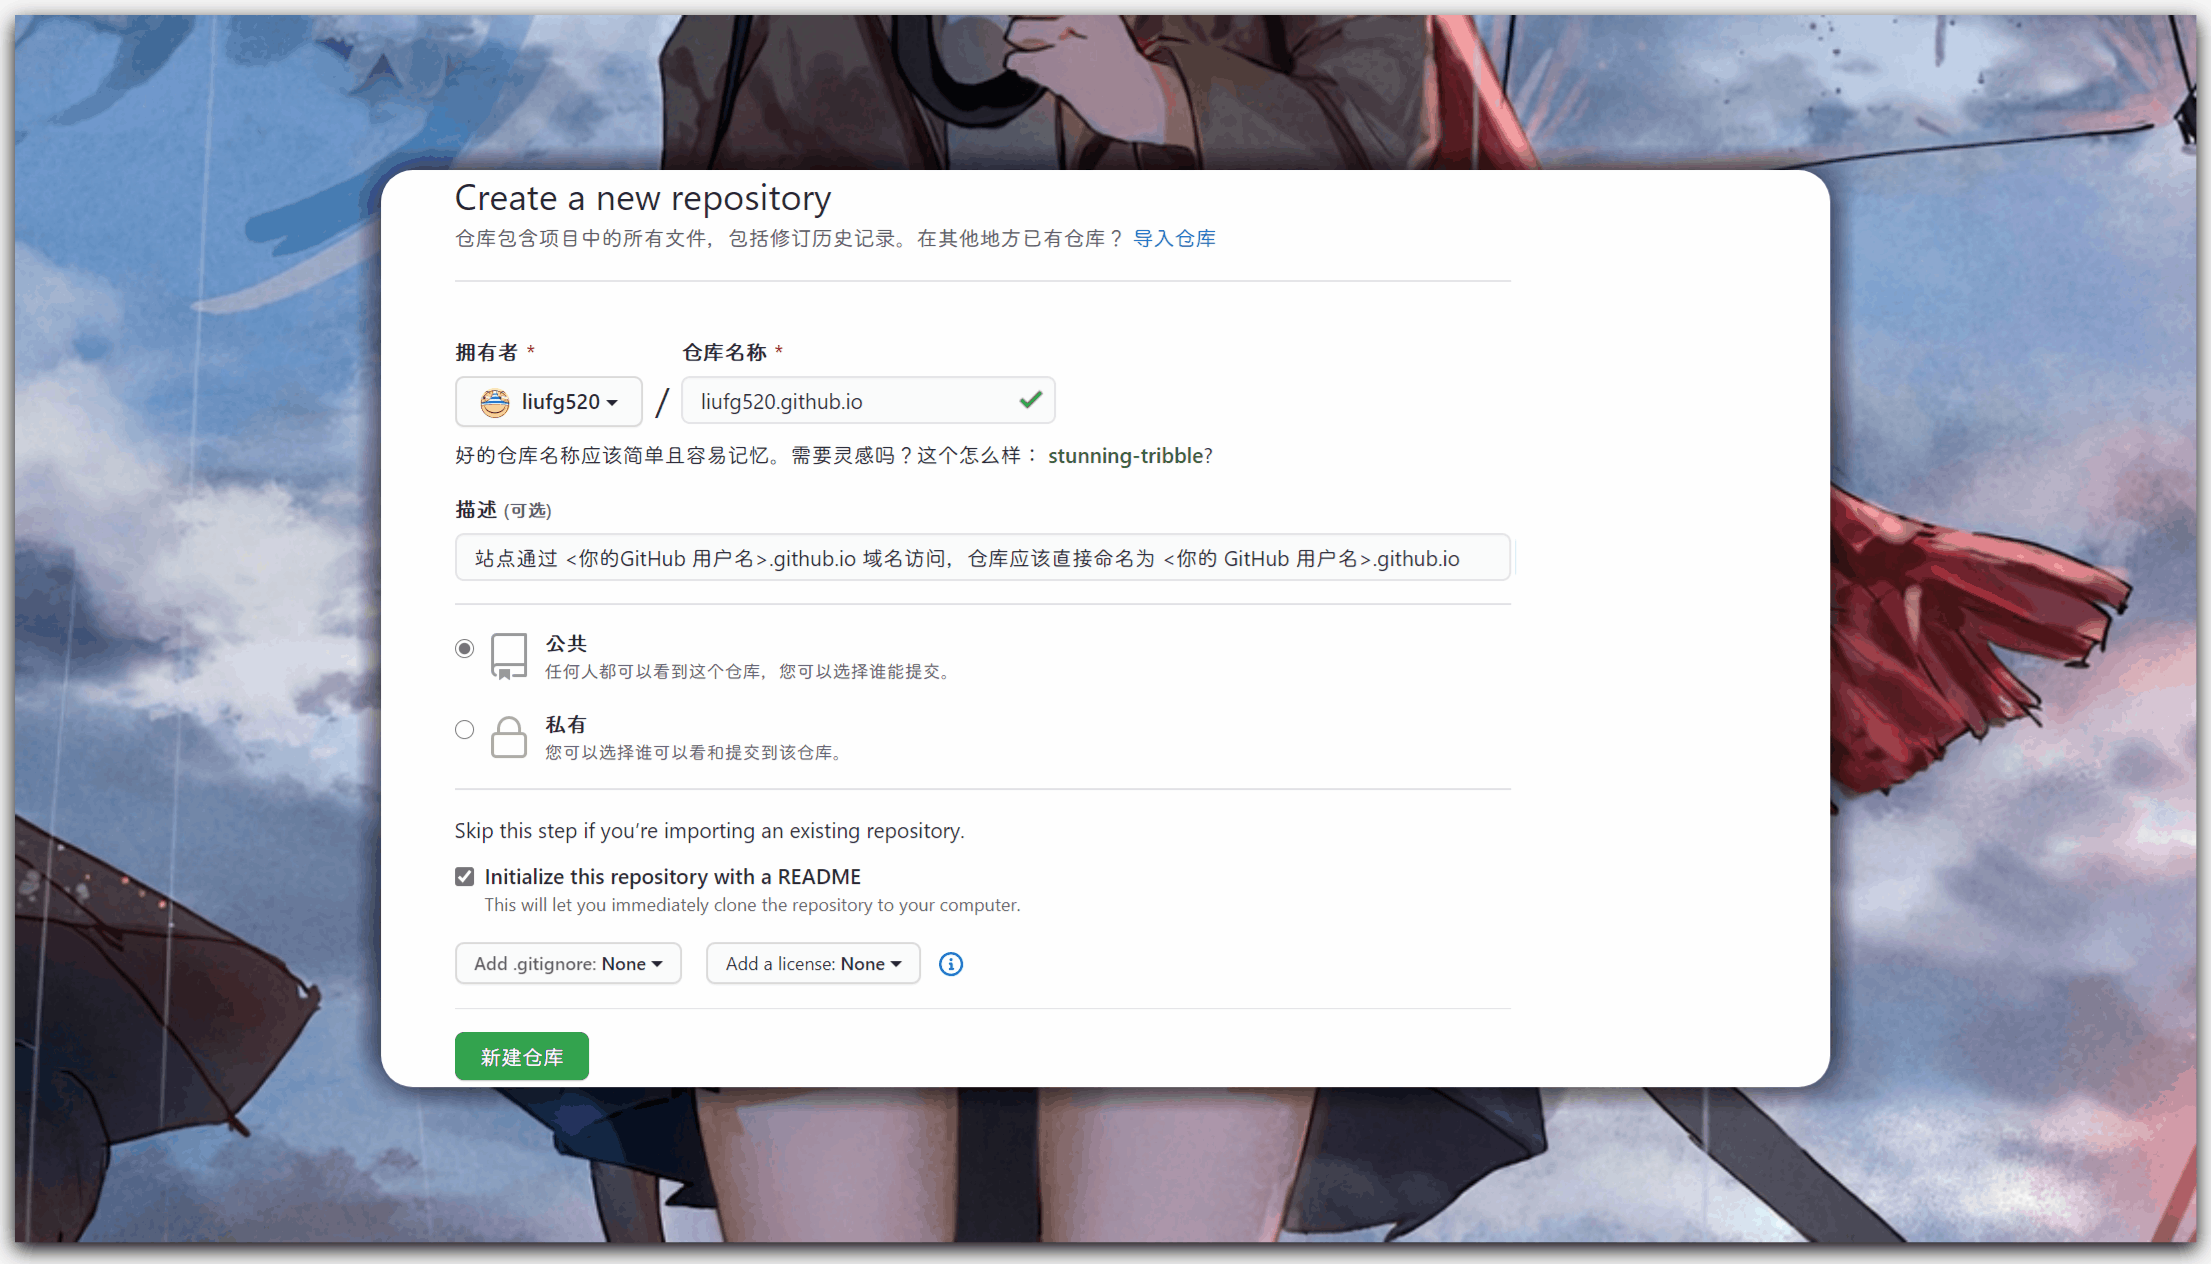 Create a new repository
仓库包含项目中的所有文件，包括修订历史记录。在其他地方已有仓库？ 导入仓库
拥有者 * 仓库名称 *
liufg520 / liufg520.github.io
好的仓库名称应该简单且容易记忆。需要灵感吗？这个怎么样： stunning-tribble?
描述 (可选)
站点通过 <你的GitHub 用户名>.github.io 域名访问，仓库应该直接命名为 <你的 GitHub 用户名>.github.io
公共
任何人都可以看到这个仓库，您可以选择谁能提交。
私有
您可以选择谁可以看和提交到该仓库。
Skip this step if you're importing an existing repository.
Initialize this repository with a README
This will let you immediately clone the repository to your computer.
Add .gitignore: None Add a license: None
新建仓库